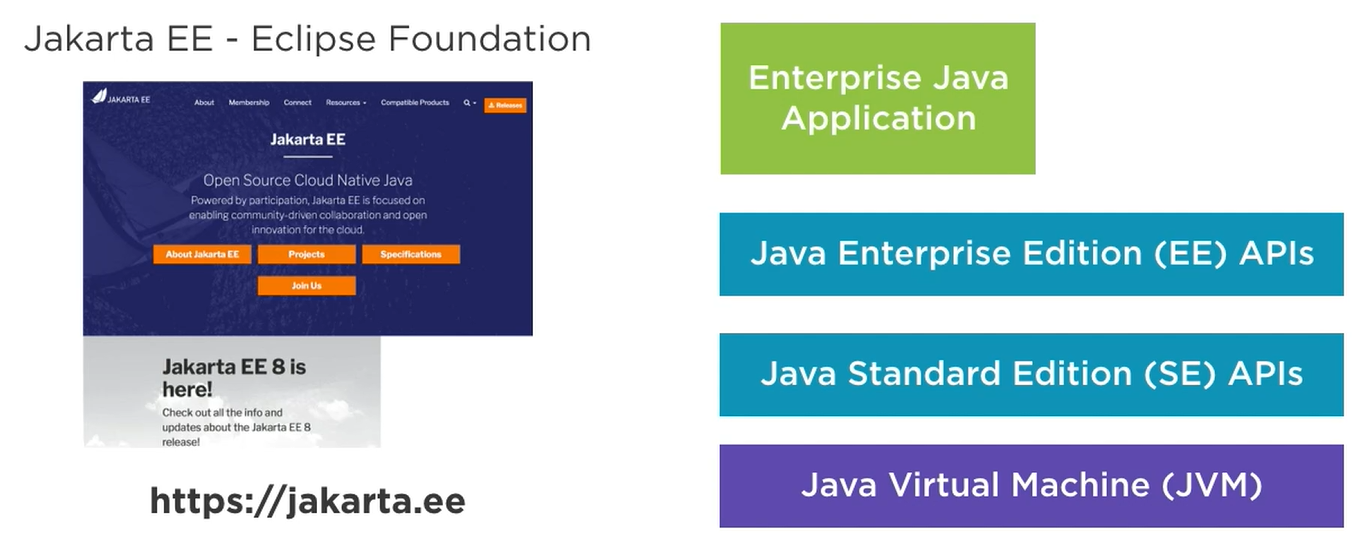 Jakarta EE - Eclipse Foundation
JAKARTA EE
About Membership Connect Resources Compatible Products Releases
Jakarta EE
Open Source Cloud Native Java
Powered by participation, Jakarta EE is focused on
enabling community-driven collaboration and open
innovation for the cloud.
About Jakarta EE Projects Specifications
Join Us
Jakarta EE 8 is
here!
Check out all the info and
updates about the Jakarta EE 8
release!
https://jakarta.ee
Enterprise Java
Application
Java Enterprise Edition (EE) APIs
Java Standard Edition (SE) APIs
Java Virtual Machine (JVM)